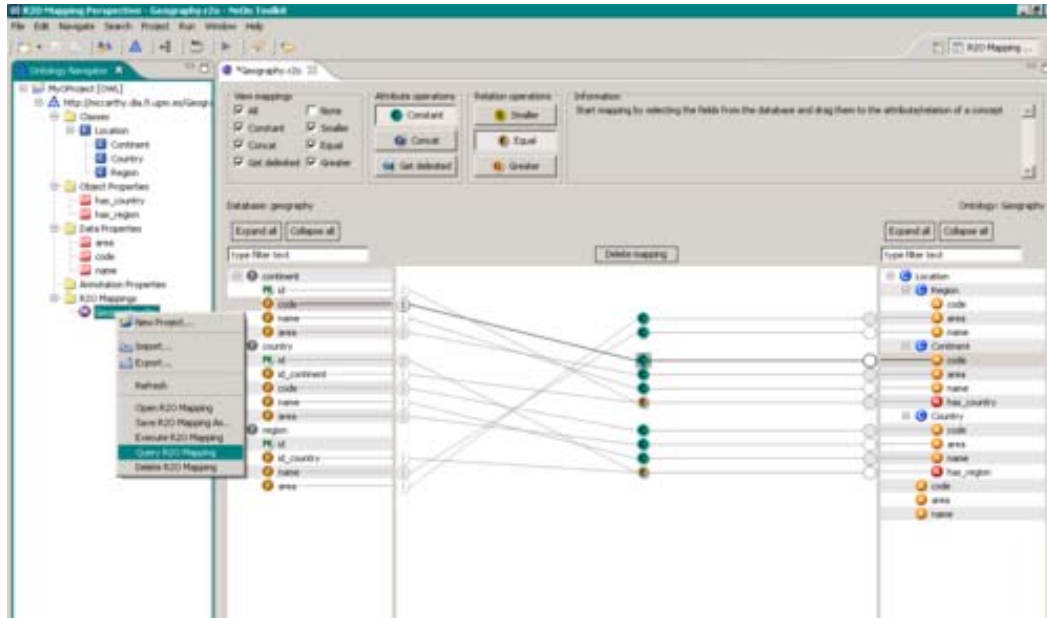 R2O Mapping Perspective - Geography.r2o - NeOn Toolkit
File Edit Navigate Search Project Run Window Help
R2O Mapping ...
Ontology Navigator
*Geography.r2o
MyOProject [OWL]
http://mccarthy.dia.fi.upm.es/Geogr
Classes
Location
Continent
Country
Region
Object Properties
has_country
has_region
Data Properties
area
code
name
Annotation Properties
R2O Mappings
New Project...
Import...
Export...
Refresh
Open R2O Mapping
Save R2O Mapping As...
Execute R2O Mapping
Query R2O Mapping
Delete R2O Mapping
View mappings
All None
Constant Smaller
Concat Equal
Get delimited Greater
Attribute operations
Constant
Concat
Get delimited
Relation operations
Smaller
Equal
Greater
Information
Start mapping by selecting the fields from the database and drag them to the attribute/relation of a concept
Database: geography
Ontology: Geography
Expand all Collapse all
type filter text
Delete mapping
Expand all Collapse all
type filter text
continent
id
code
name
area
country
id
id_continent
code
name
area
region
id
id_country
name
area
Location
Region
code
area
name
Continent
code
area
name
has_country
Country
code
area
name
has_region
code
area
name